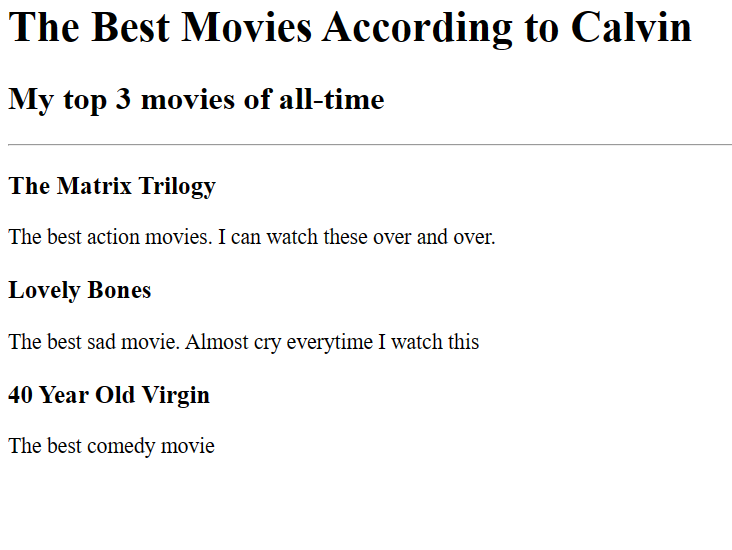 The Best Movies According to Calvin
My top 3 movies of all-time
The Matrix Trilogy
The best action movies. I can watch these over and over.
Lovely Bones
The best sad movie. Almost cry everytime I watch this
40 Year Old Virgin
The best comedy movie